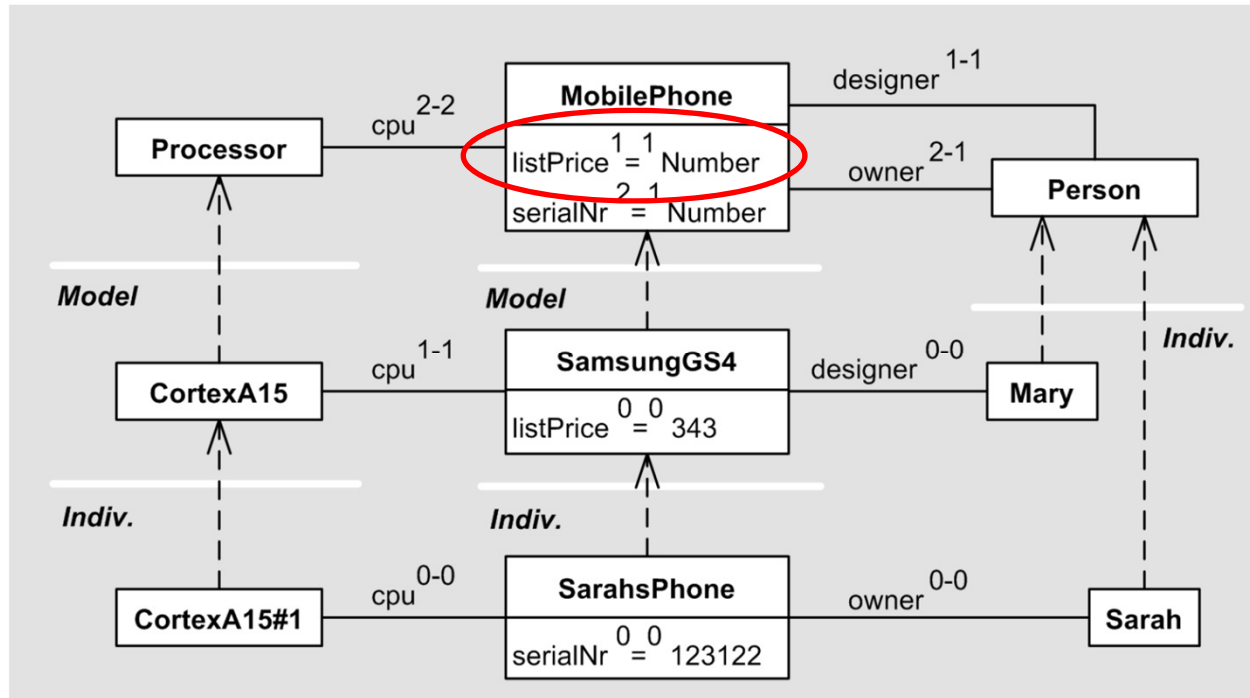 designer 1-1
MobilePhone
cpu 2-2
Processor
listPrice 1 = 1 Number
owner 2-1
Person
serialNr 2 = 1 Number
Model
Model
Indiv.
SamsungGS4
designer 0-0
cpu 1-1
CortexA15
Mary
listPrice 0 = 0 343
Indiv.
Indiv.
SarahsPhone
cpu 0-0
owner 0-0
CortexA15#1
Sarah
serialNr 0 = 0 123122